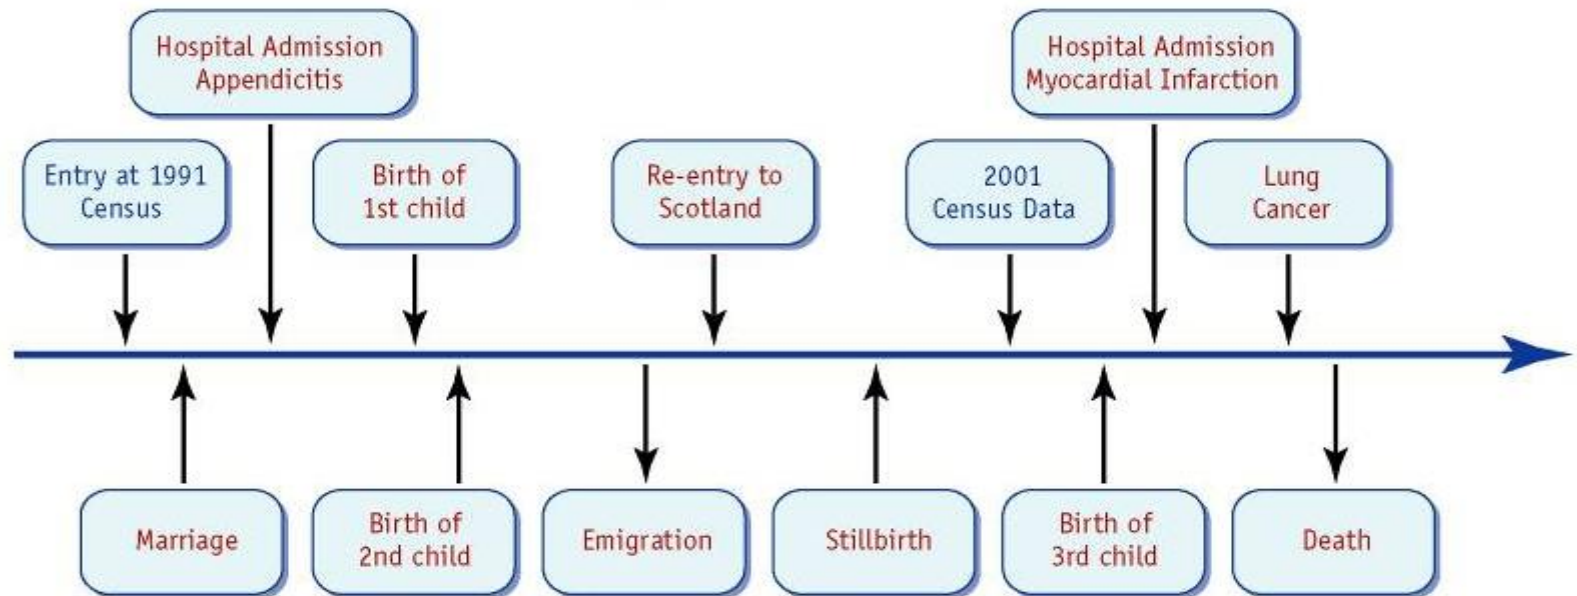 Hospital Admission
Appendicitis
Hospital Admission
Myocardial Infarction
Entry at 1991
Census
Birth of
1st child
Re-entry to
Scotland
2001
Census Data
Lung
Cancer
Marriage
Birth of
2nd child
Emigration
Stillbirth
Birth of
3rd child
Death